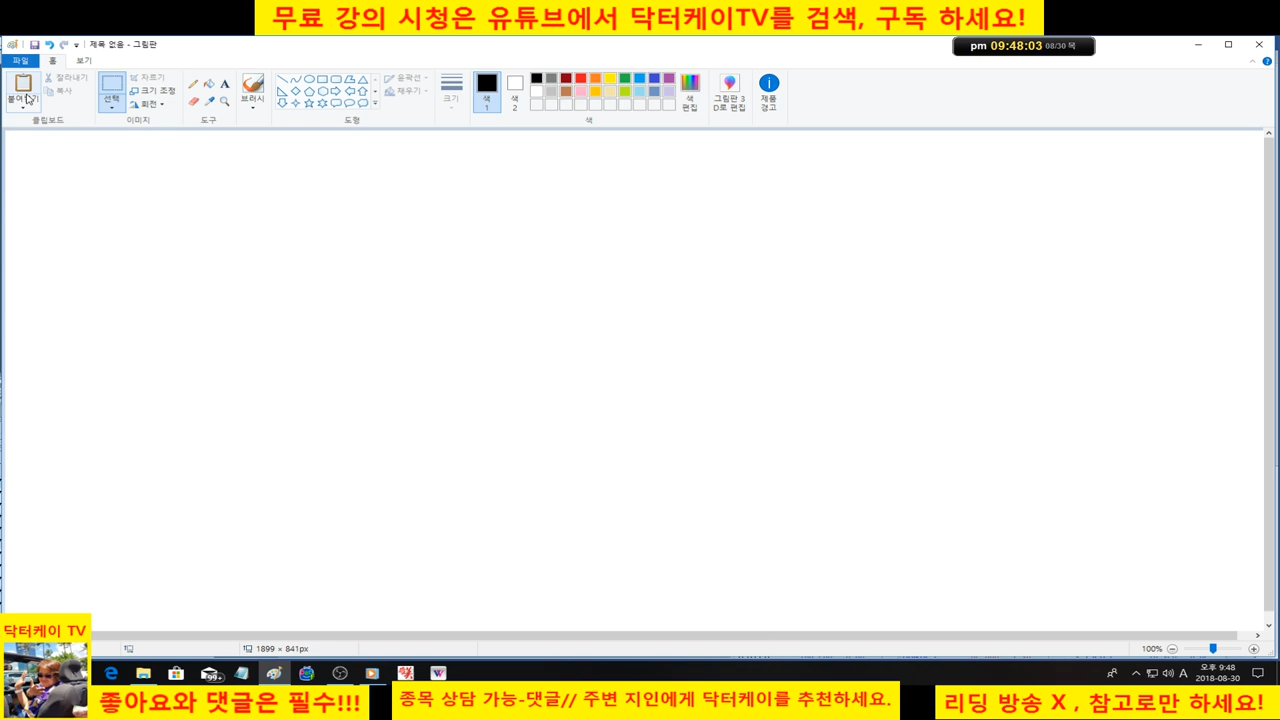 무료 강의 시청은 유튜브에서 닥터케이TV를 검색, 구독 하세요!
제목 없음 - 그림판
pm 09:48:03 08/30 목
파일 홈 보기
잘라내기
복사
클립보드
선택
자르기
크기 조정
회전
이미지
A
도구
브러시
윤곽선
채우기
도형
크기
색 1
색 2
색
색 편집
그림판 3D로 편집
제품 경고
닥터케이 TV
1899 × 841px
100%
99+
W
A
오후 9:48
2018-08-30
좋아요와 댓글은 필수!!!
종목 상담 가능-댓글// 주변 지인에게 닥터케이를 추천하세요.
리딩 방송 X , 참고로만 하세요!